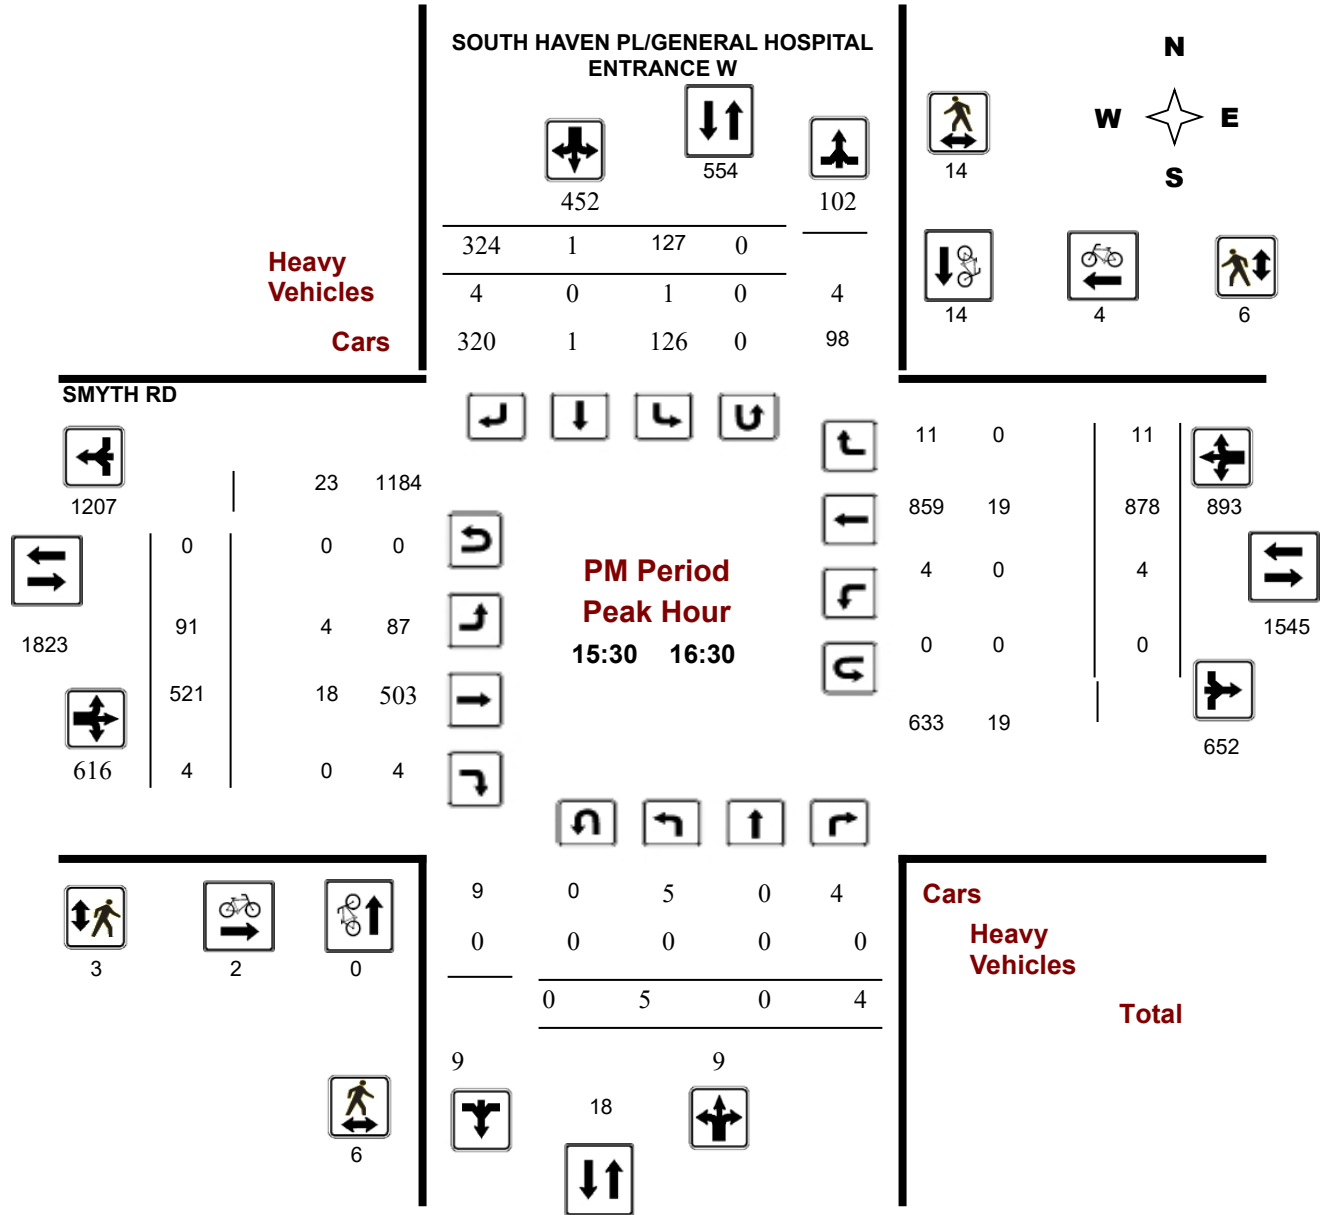 SOUTH HAVEN PL/GENERAL HOSPITAL
ENTRANCE W
N
W E
S
554
14
452 102
324 1 127 0
Heavy
Vehicles
4 0 1 0 4
Cars
320 1 126 0 98
14 4 6
SMYTH RD
11 0 11
23 1184
1207
859 19 878 893
0 0 0
PM Period
4 0 4
Peak Hour
91 4 87
1823
15:30 16:30
1545
0 0 0
521 18 503
633 19
652
616 4 0 4
9 0 5 0 4
Cars
0 0 0 0 0
Heavy
Vehicles
3 2 0
0 5 0 4
Total
9 9
18
6